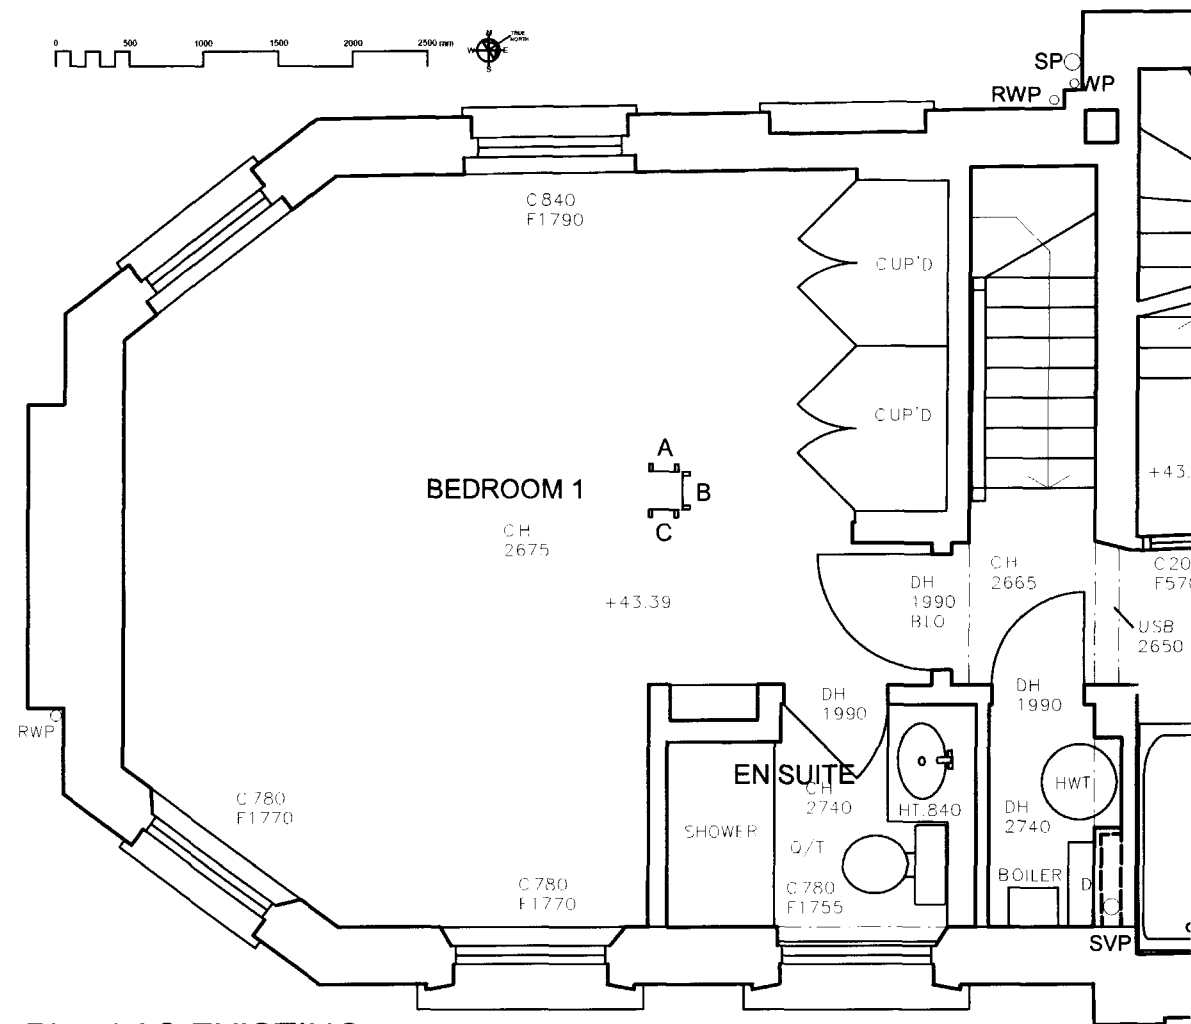 0 500 1000 1500 2000 2500 mm
N
W E
S
TRUE
NORTH
SP
WP
RWP
C 840
F1790
CUP'D
CUP'D
A
BEDROOM 1
B
C
CH
2675
+43.39
DH
1990
CH
2665
+43.
C 20
USB
2650
RWP
DH
1990
DH
1990
EN SUITE
CH
2740
C 780
F1770
HT.840
HWT
DH
2740
SHOWER
O/T
C 780
F1770
C 780
F1755
BOILER
D
SVP